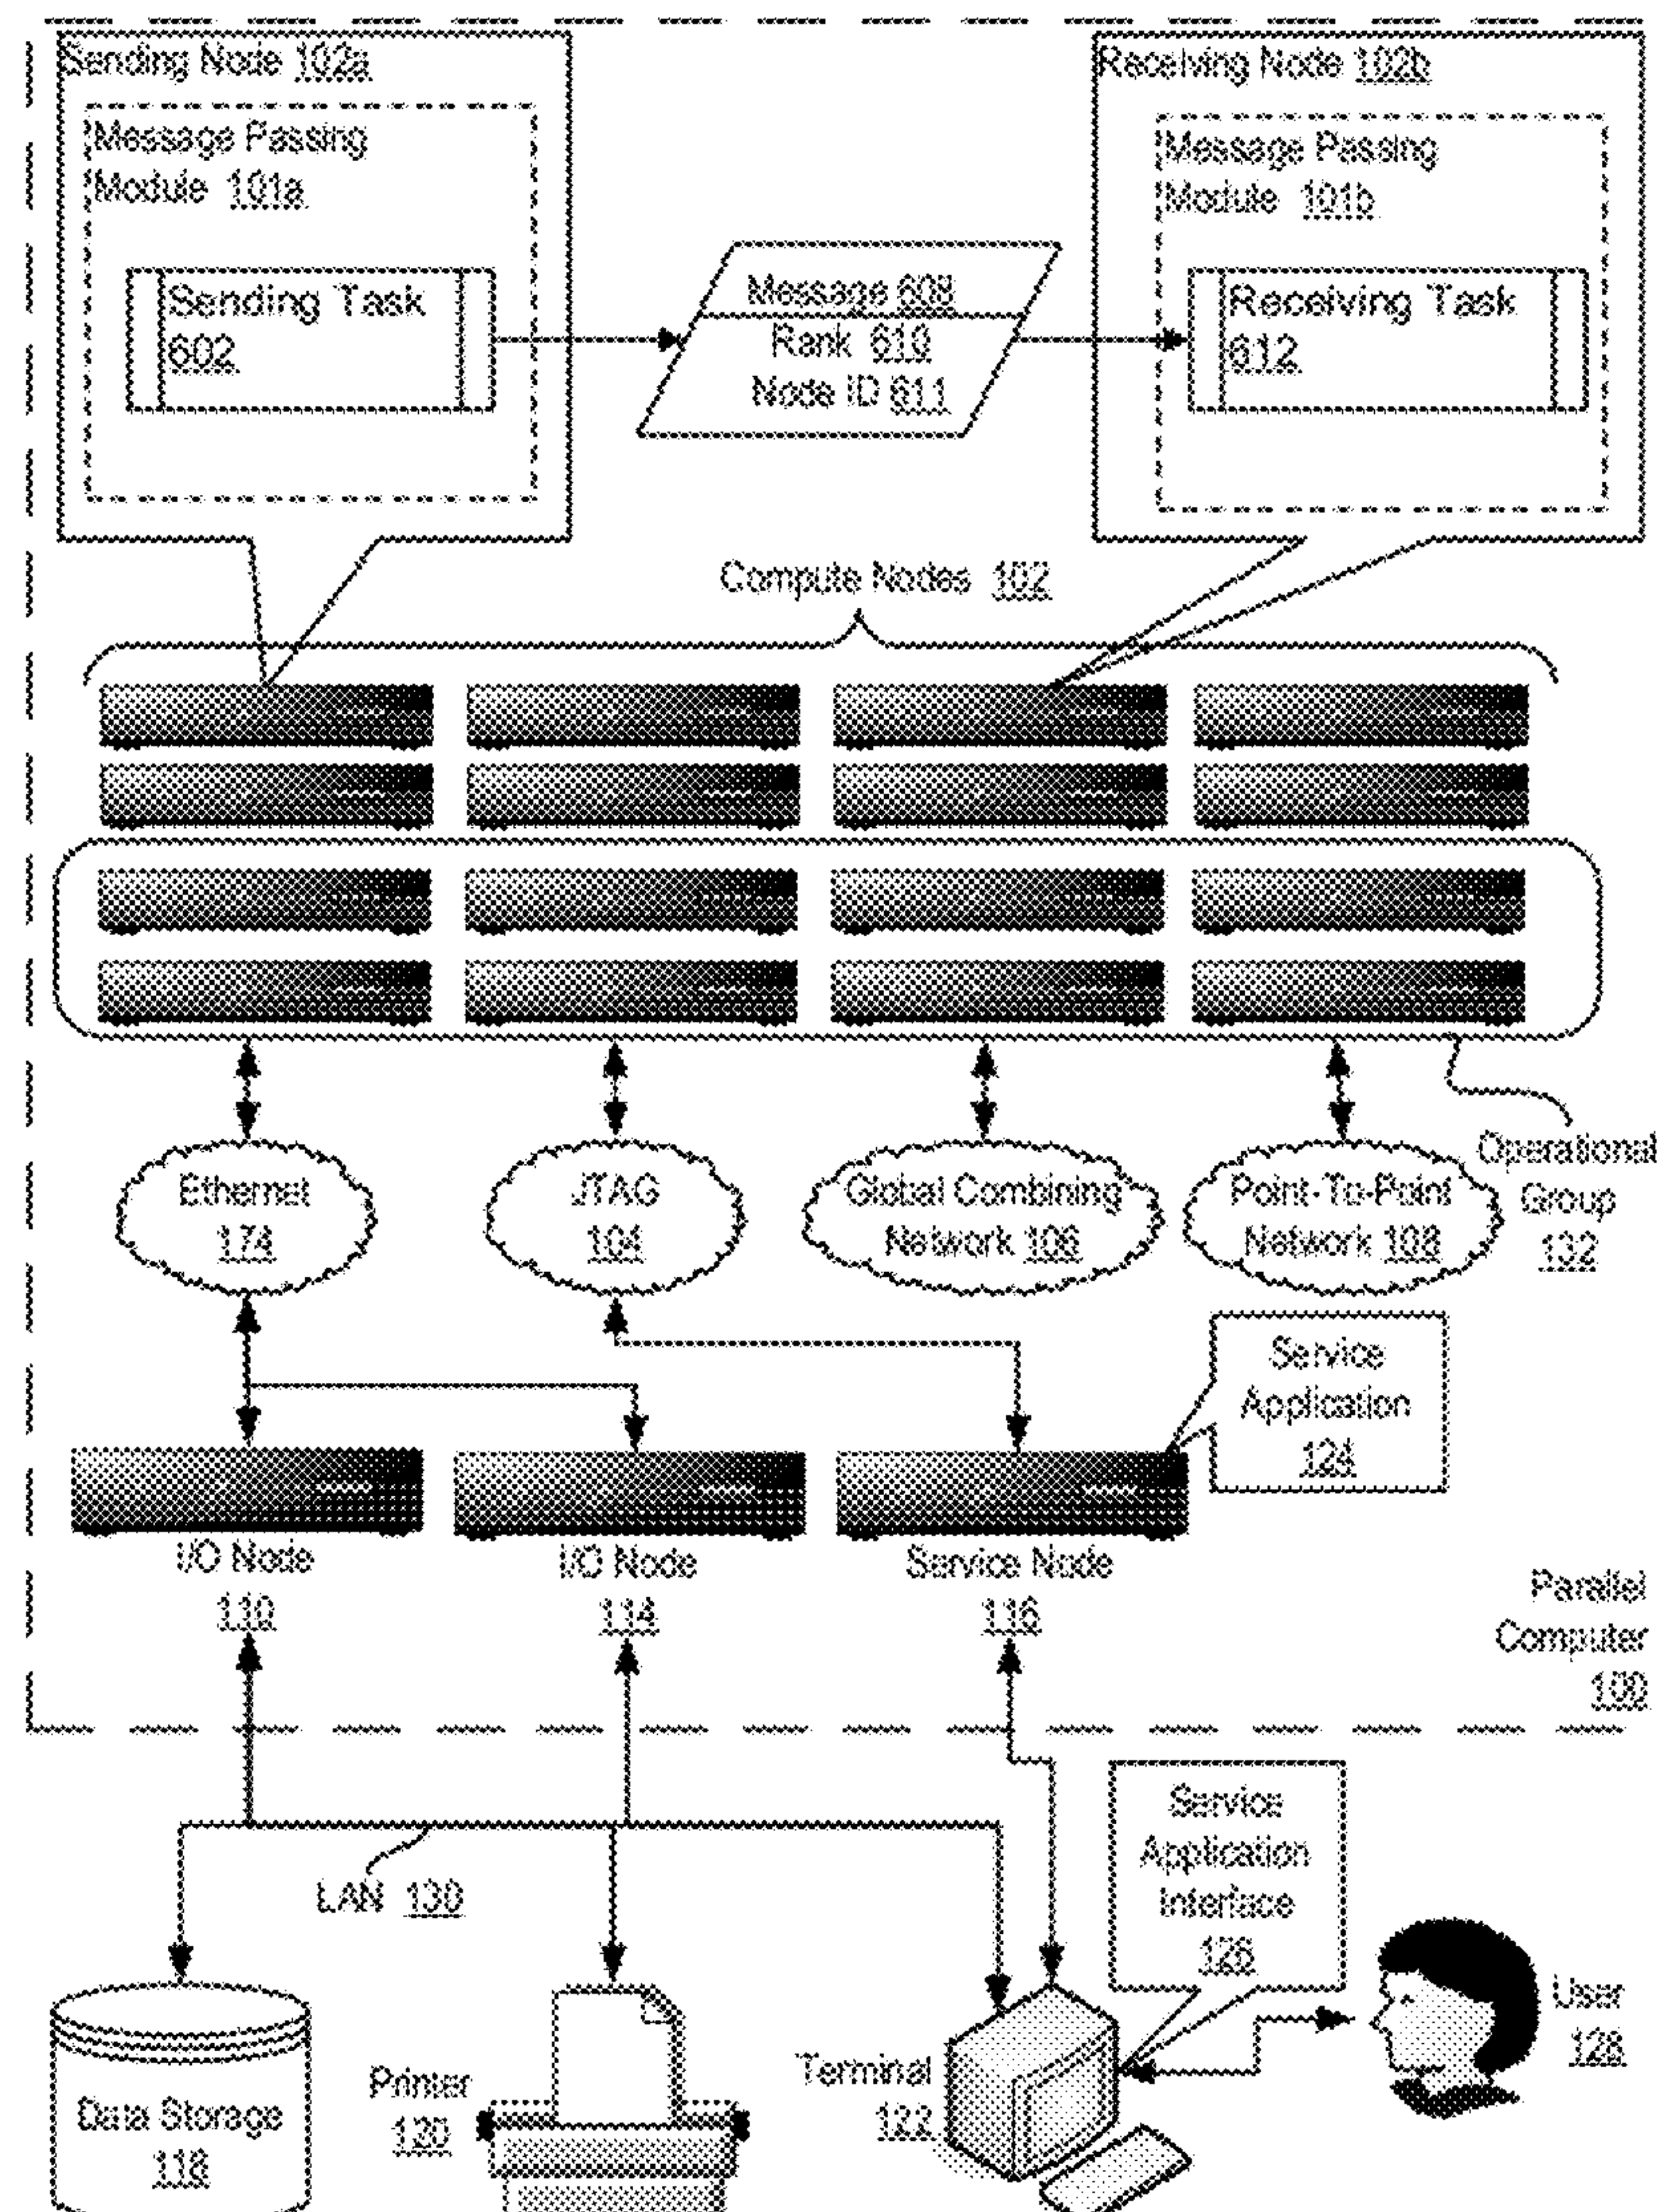 Sending Node 102a
Message Passing
Module 101a
Sending Task
602
Message 608
Rank 610
Node ID 611
Receiving Node 102b
Message Passing
Module 101b
Receiving Task
612
Compute Nodes 102
Ethernet
174
JTAG
104
Global Combining
Network 106
Point-To-Point
Network 108
Operational
Group
132
Service
Application
124
I/O Node
110
I/O Node
114
Service Node
116
Parallel
Computer
100
LAN 130
Service
Application
Interface
126
Data Storage
118
Printer
120
Terminal
122
User
128